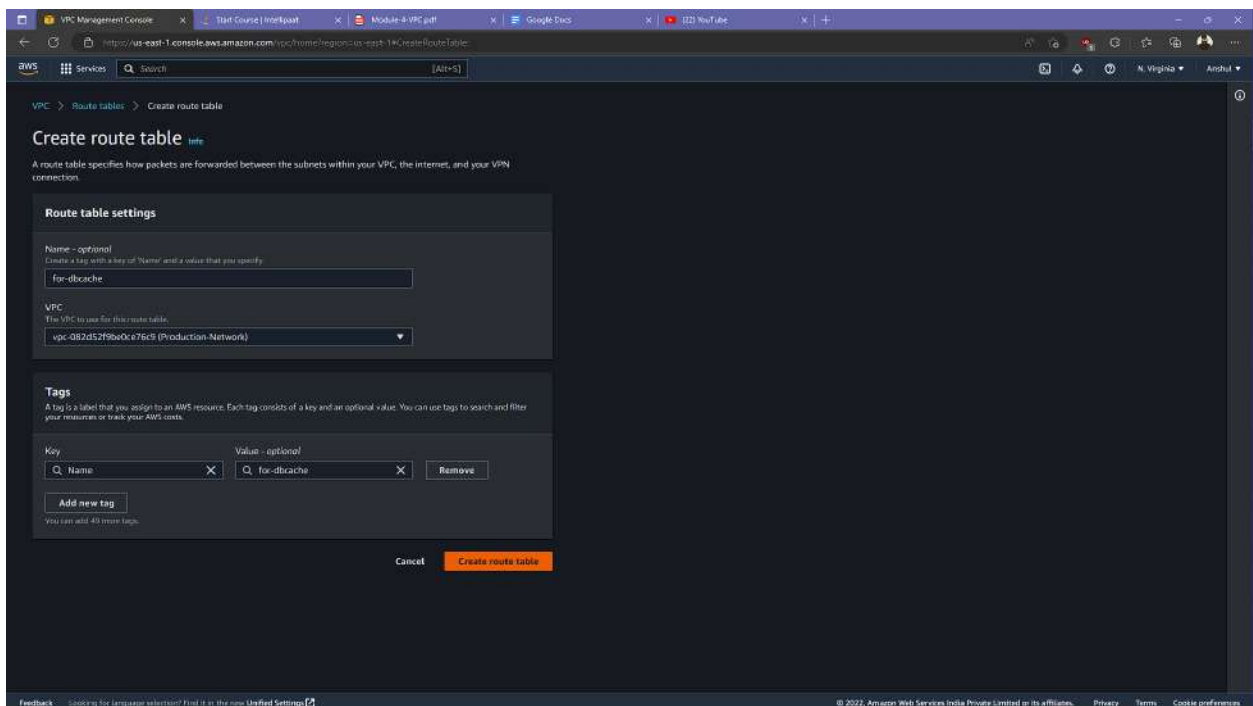 VPC Management Console
Start Course | Intellipaat
Module-4-VPC.pdf
Google Docs
(22) YouTube
https://us-east-1.console.aws.amazon.com/vpc/home?region=us-east-1#CreateRouteTable:
aws
Services
Search
[Alt+S]
N. Virginia
Anshul
VPC > Route tables > Create route table
Create route table Info
A route table specifies how packets are forwarded between the subnets within your VPC, the internet, and your VPN
connection.
Route table settings
Name - optional
Create a tag with a key of 'Name' and a value that you specify.
for-dbcache
VPC
The VPC to use for this route table.
vpc-082d52f9be0ce76c9 (Production-Network)
Tags
A tag is a label that you assign to an AWS resource. Each tag consists of a key and an optional value. You can use tags to search and filter
your resources or track your AWS costs.
Key
Value - optional
Name
for-dbcache
Remove
Add new tag
You can add 49 more tags.
Cancel
Create route table
Feedback
Looking for language selection? Find it in the new Unified Settings
© 2022, Amazon Web Services India Private Limited or its affiliates.
Privacy
Terms
Cookie preferences